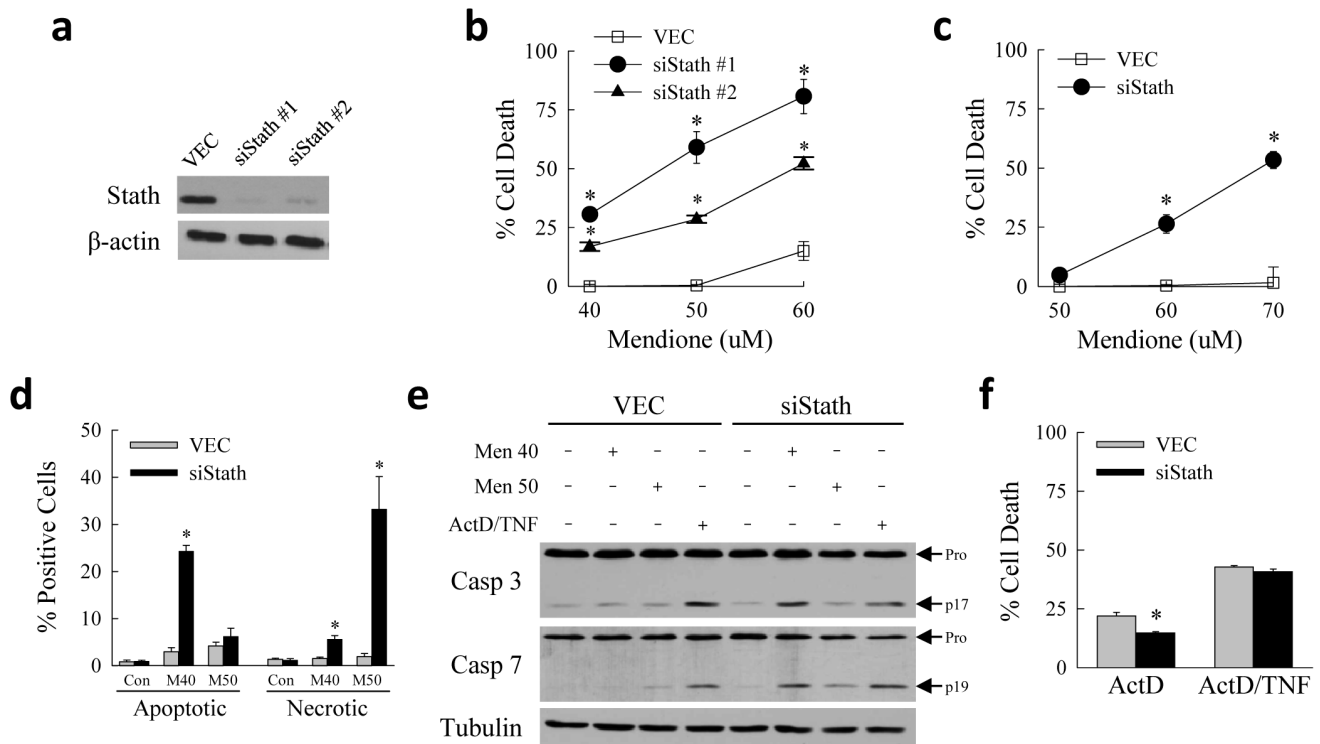 a
VEC
siStath #1
siStath #2
Stath
β-actin
b
VEC
siStath #1
siStath #2
% Cell Death
100
75
50
25
0
* * *
* * *
40 50 60
Mendione (uM)
c
VEC
siStath
% Cell Death
100
75
50
25
0
* *
50 60 70
Mendione (uM)
d
VEC
siStath
% Positive Cells
50
40
30
20
10
0
* * *
Con M40 M50 Con M40 M50
Apoptotic Necrotic
e
VEC siStath
Men 40 - + - - - + - -
Men 50 - - + - - - + -
ActD/TNF - - - + - - - +
Casp 3
Pro
p17
Casp 7
Pro
p19
Tubulin
f
VEC
siStath
% Cell Death
100
75
50
25
0
*
ActD ActD/TNF